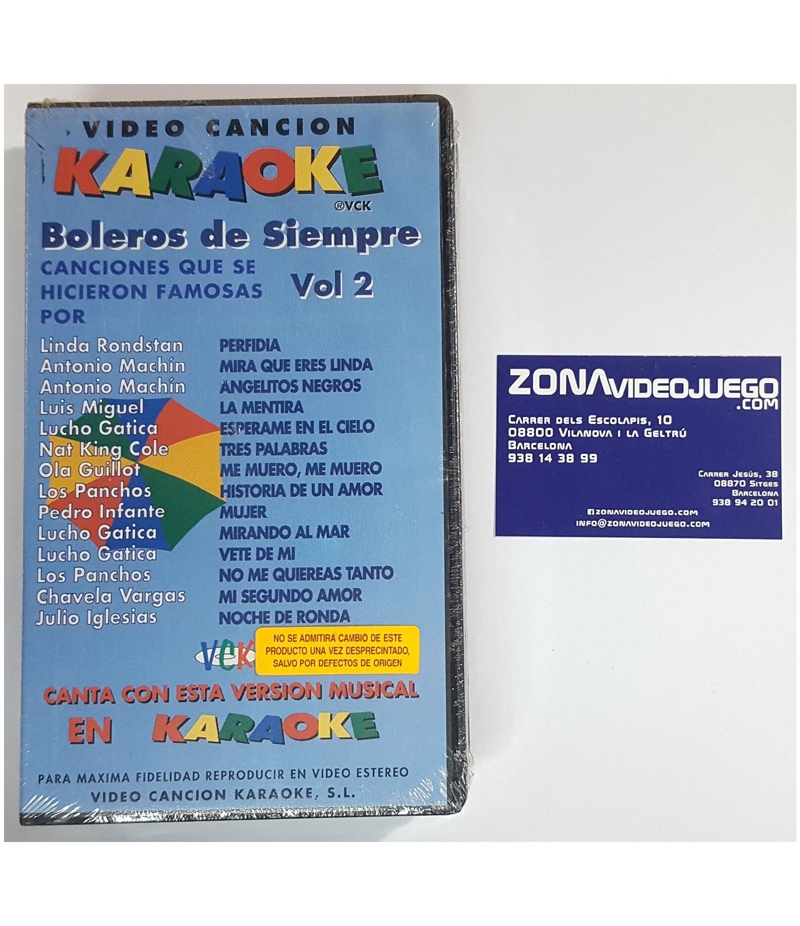 VIDEO CANCION
KARAOKE
®VCK
Boleros de Siempre
CANCIONES QUE SE
HICIERON FAMOSAS
POR
Vol 2
Linda Rondstan PERFIDIA
Antonio Machín MIRA QUE ERES LINDA
Antonio Machín ANGELITOS NEGROS
Luis Miguel LA MENTIRA
Lucho Gatica ESPERAME EN EL CIELO
Nat King Cole TRES PALABRAS
Ola Guillot ME MUERO, ME MUERO
Los Panchos HISTORIA DE UN AMOR
Pedro Infante MUJER
Lucho Gatica MIRANDO AL MAR
Lucho Gatica VETE DE MI
Los Panchos NO ME QUIEREAS TANTO
Chavela Vargas MI SEGUNDO AMOR
Julio Iglesias NOCHE DE RONDA
VCK
NO SE ADMITIRA CAMBIÓ DE ESTE
PRODUCTO UNA VEZ DESPRECINTADO,
SALVO POR DEFECTOS DE ORIGEN
CANTA CON ESTA VERSION MUSICAL
EN KARAOKE
PARA MAXIMA FIDELIDAD REPRODUCIR EN VIDEO ESTEREO
VIDEO CANCION KARAOKE, S.L.
ZONAVIDEOJUEGO
.COM
CARRER DELS ESCOLAPIS, 10
08800 VILANOVA I LA GELTRÚ
BARCELONA
938 14 38 99
CARRER JESÚS, 38
08870 SITGES
BARCELONA
938 94 20 01
ZONAVIDEOJUEGO.COM
INFO@ZONAVIDEOJUEGO.COM